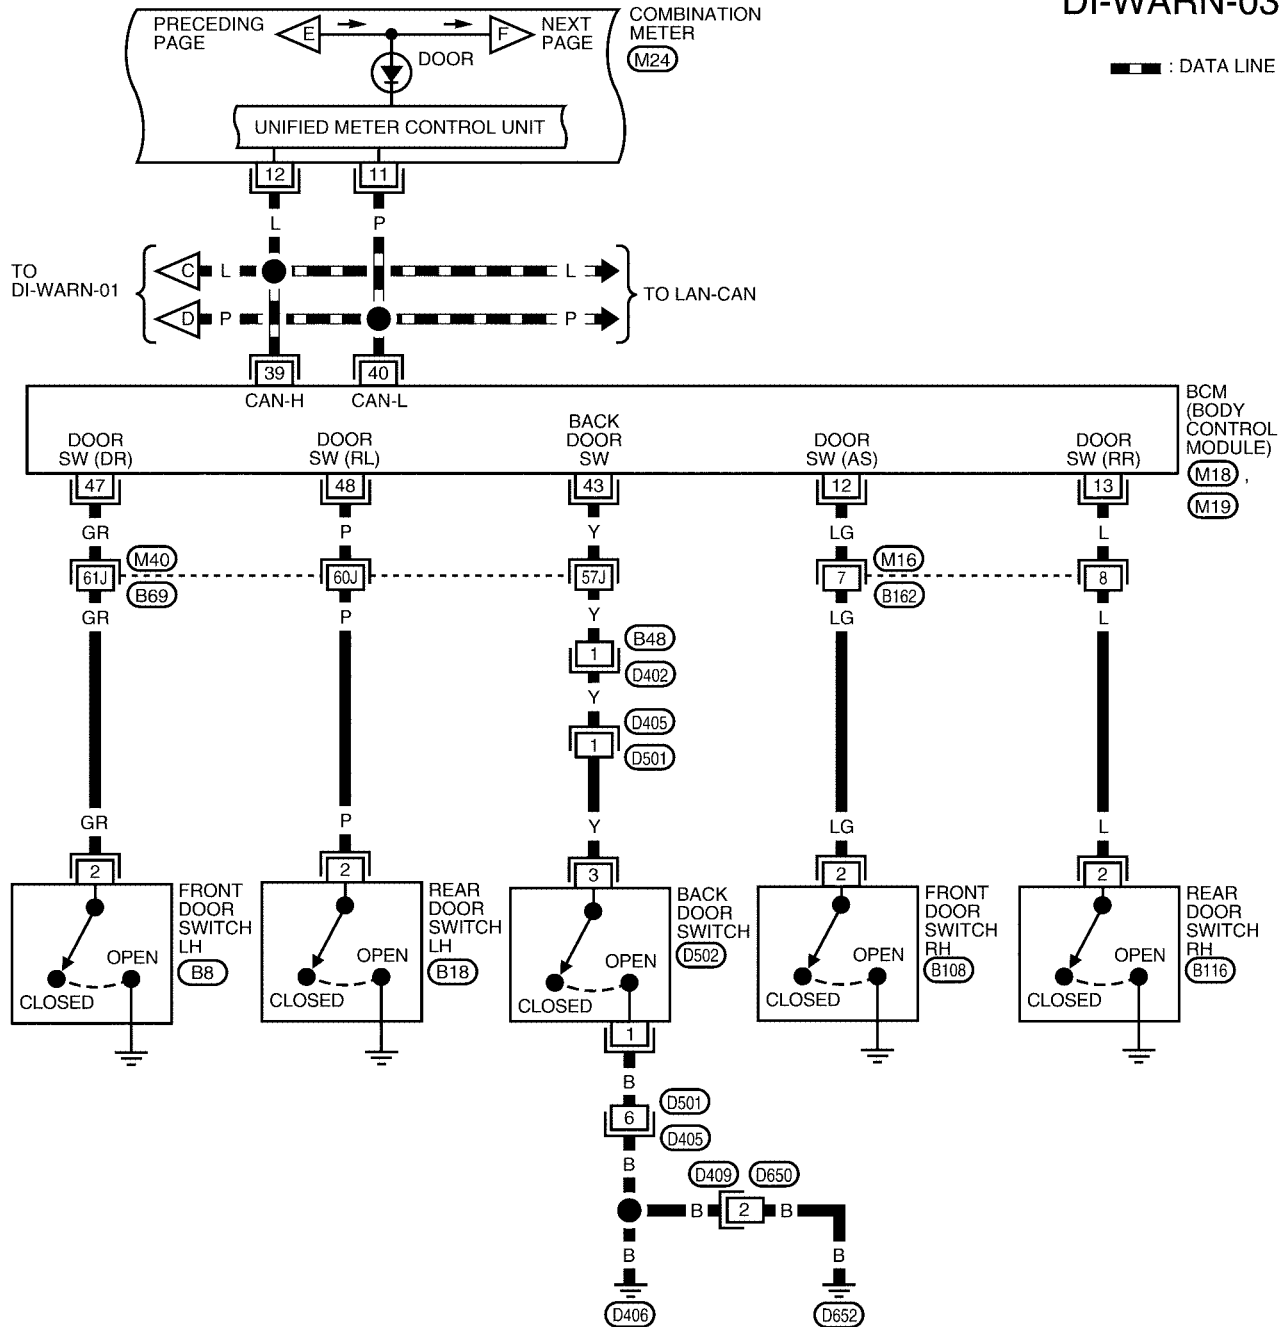 DI-WARN-03
PRECEDING
PAGE
E
F
NEXT
PAGE
COMBINATION
METER
M24
DOOR
: DATA LINE
UNIFIED METER CONTROL UNIT
12
11
L
P
TO
DI-WARN-01
C
L
L
D
P
P
TO LAN-CAN
39
40
CAN-H
CAN-L
BCM
(BODY
CONTROL
MODULE)
M18 ,
M19
DOOR
SW (DR)
DOOR
SW (RL)
BACK
DOOR
SW
DOOR
SW (AS)
DOOR
SW (RR)
47
48
43
12
13
GR
P
Y
LG
L
61J
M40
B69
60J
57J
7
M16
B162
8
GR
P
Y
LG
L
1
B48
D402
Y
1
D405
D501
GR
P
Y
LG
L
2
2
3
2
2
FRONT
DOOR
SWITCH
LH
B8
OPEN
CLOSED
REAR
DOOR
SWITCH
LH
B18
OPEN
CLOSED
BACK
DOOR
SWITCH
D502
OPEN
CLOSED
FRONT
DOOR
SWITCH
RH
B108
OPEN
CLOSED
REAR
DOOR
SWITCH
RH
B116
OPEN
CLOSED
1
B
6
D501
D405
B
D409
D650
B
2
B
B
B
D406
D652